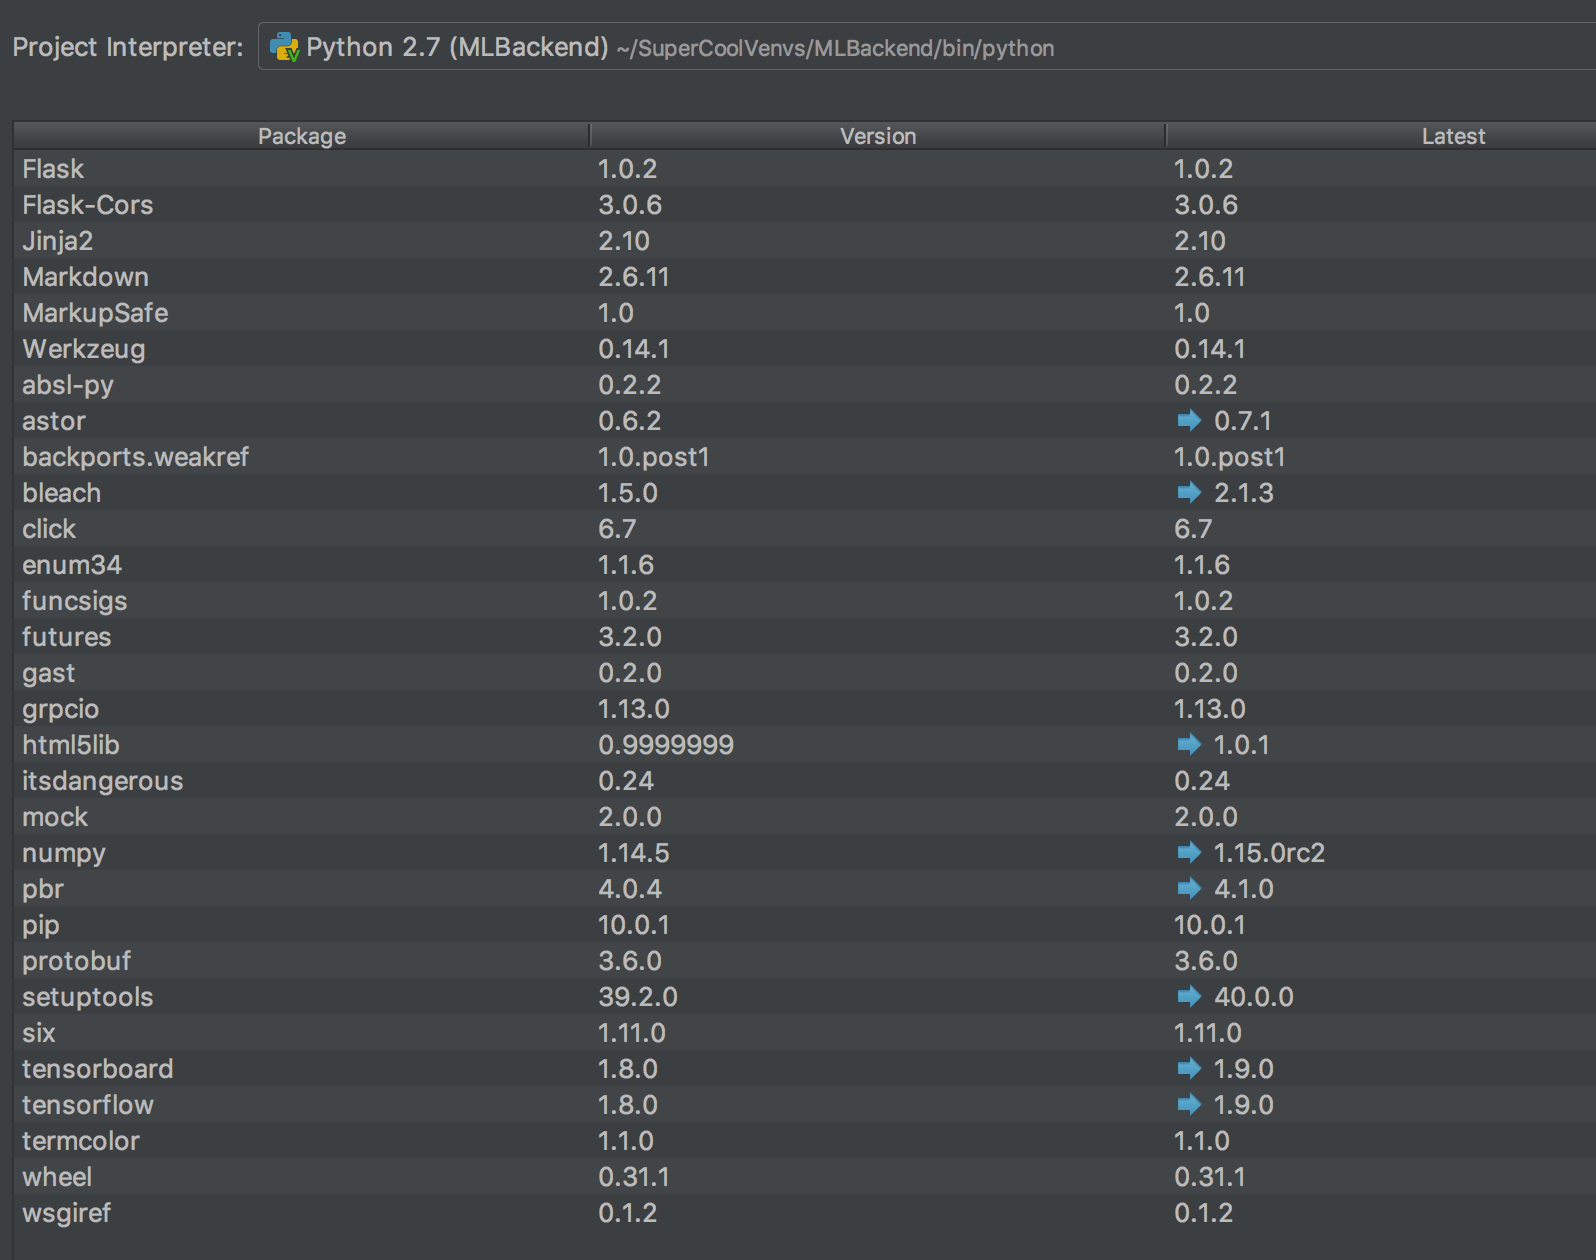 Project Interpreter: Python 2.7 (MLBackend) ~/SuperCoolVenvs/MLBackend/bin/python
Package Version Latest
Flask 1.0.2 1.0.2
Flask-Cors 3.0.6 3.0.6
Jinja2 2.10 2.10
Markdown 2.6.11 2.6.11
MarkupSafe 1.0 1.0
Werkzeug 0.14.1 0.14.1
absl-py 0.2.2 0.2.2
astor 0.6.2 0.7.1
backports.weakref 1.0.post1 1.0.post1
bleach 1.5.0 2.1.3
click 6.7 6.7
enum34 1.1.6 1.1.6
funcsigs 1.0.2 1.0.2
futures 3.2.0 3.2.0
gast 0.2.0 0.2.0
grpcio 1.13.0 1.13.0
html5lib 0.9999999 1.0.1
itsdangerous 0.24 0.24
mock 2.0.0 2.0.0
numpy 1.14.5 1.15.0rc2
pbr 4.0.4 4.1.0
pip 10.0.1 10.0.1
protobuf 3.6.0 3.6.0
setuptools 39.2.0 40.0.0
six 1.11.0 1.11.0
tensorboard 1.8.0 1.9.0
tensorflow 1.8.0 1.9.0
termcolor 1.1.0 1.1.0
wheel 0.31.1 0.31.1
wsgiref 0.1.2 0.1.2